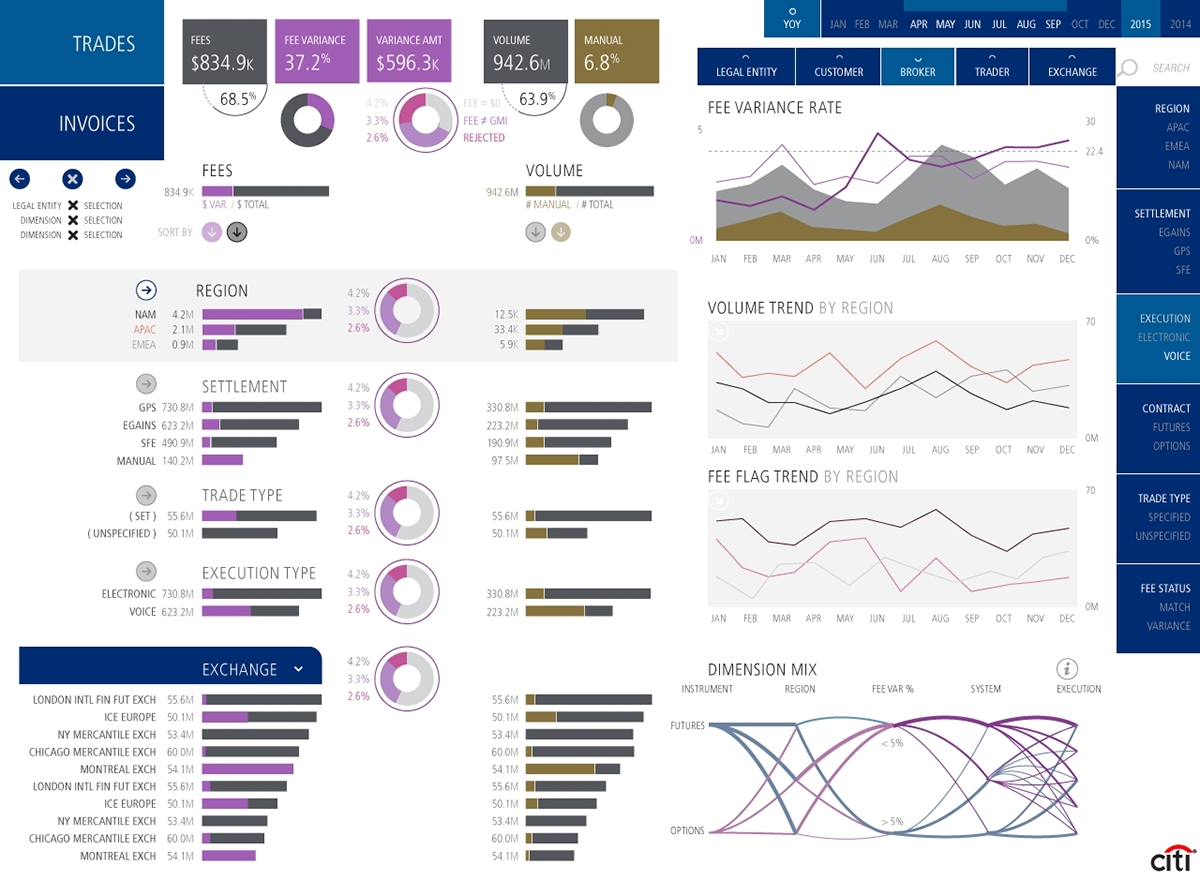 TRADES
INVOICES
LEGAL ENTITY ✖ SELECTION
DIMENSION ✖ SELECTION
DIMENSION ✖ SELECTION
FEES
$834.9K
68.5%
FEE VARIANCE
37.2%
VARIANCE AMT
$596.3K
4.2% FEE = $0
3.3% FEE ≠ GMI
2.6% REJECTED
VOLUME
942.6M
63.9%
MANUAL
6.8%
FEES
834.9K
$ VAR / $ TOTAL
SORT BY
VOLUME
942.6M
# MANUAL / # TOTAL
REGION
NAM 4.2M 12.5K
APAC 2.1M 33.4K
EMEA 0.9M 5.9K
4.2%
3.3%
2.6%
SETTLEMENT
GPS 730.8M 330.8M
EGAINS 623.2M 223.2M
SFE 490.9M 190.9M
MANUAL 140.2M 97.5M
4.2%
3.3%
2.6%
TRADE TYPE
( SET ) 55.6M 55.6M
( UNSPECIFIED ) 50.1M 50.1M
4.2%
3.3%
2.6%
EXECUTION TYPE
ELECTRONIC 730.8M 330.8M
VOICE 623.2M 223.2M
4.2%
3.3%
2.6%
EXCHANGE
4.2%
3.3%
2.6%
LONDON INTL FIN FUT EXCH 55.6M 55.6M
ICE EUROPE 50.1M 50.1M
NY MERCANTILE EXCH 53.4M 53.4M
CHICAGO MERCANTILE EXCH 60.0M 60.0M
MONTREAL EXCH 54.1M 54.1M
LONDON INTL FIN FUT EXCH 55.6M 55.6M
ICE EUROPE 50.1M 50.1M
NY MERCANTILE EXCH 53.4M 53.4M
CHICAGO MERCANTILE EXCH 60.0M 60.0M
MONTREAL EXCH 54.1M 54.1M
YOY JAN FEB MAR APR MAY JUN JUL AUG SEP OCT DEC 2015 2014
LEGAL ENTITY CUSTOMER BROKER TRADER EXCHANGE SEARCH
FEE VARIANCE RATE
5
0M
30
22.4
0%
JAN FEB MAR APR MAY JUN JUL AUG SEP OCT NOV DEC
VOLUME TREND BY REGION
70
0M
JAN FEB MAR APR MAY JUN JUL AUG SEP OCT NOV DEC
FEE FLAG TREND BY REGION
70
0M
JAN FEB MAR APR MAY JUN JUL AUG SEP OCT NOV DEC
DIMENSION MIX
i
INSTRUMENT REGION FEE VAR % SYSTEM EXECUTION
FUTURES
< 5%
> 5%
OPTIONS
REGION
APAC
EMEA
NAM
SETTLEMENT
EGAINS
GPS
SFE
EXECUTION
ELECTRONIC
VOICE
CONTRACT
FUTURES
OPTIONS
TRADE TYPE
SPECIFIED
UNSPECIFIED
FEE STATUS
MATCH
VARIANCE
citi